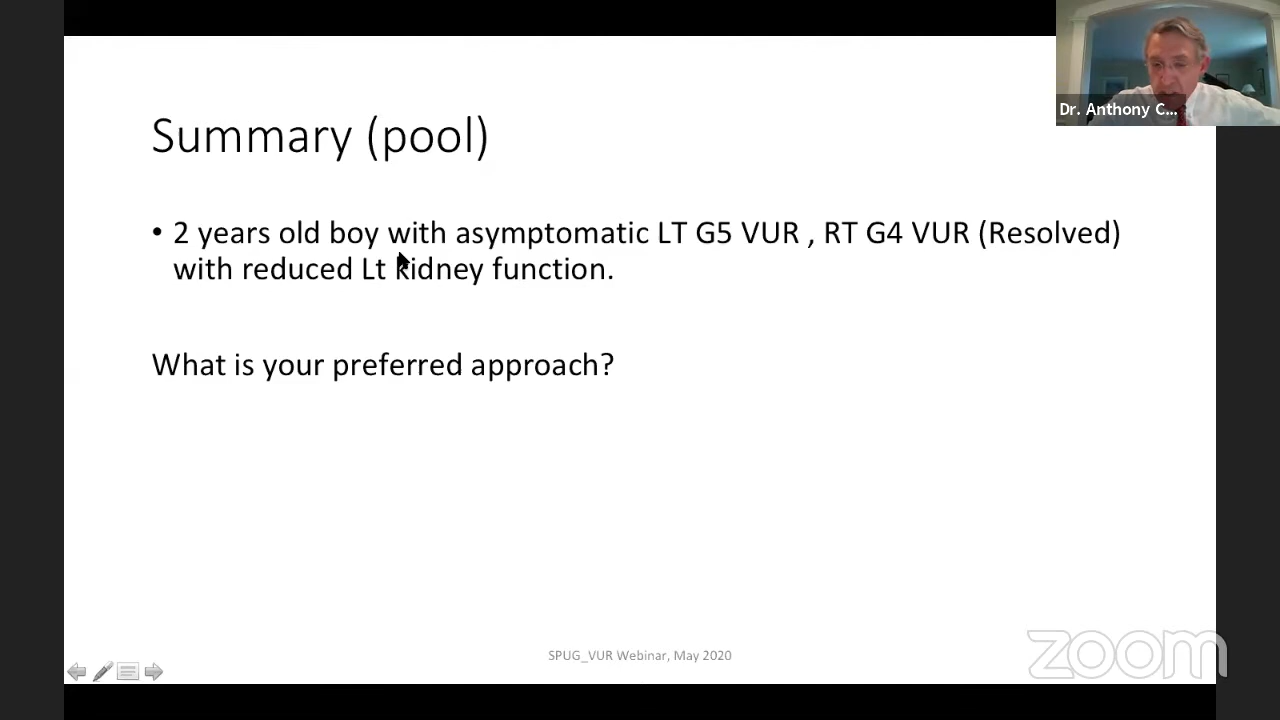 Dr. Anthony C...
Summary (pool)
• 2 years old boy with asymptomatic LT G5 VUR , RT G4 VUR (Resolved)
with reduced Lt kidney function.
What is your preferred approach?
SPUG_VUR Webinar, May 2020
zoom